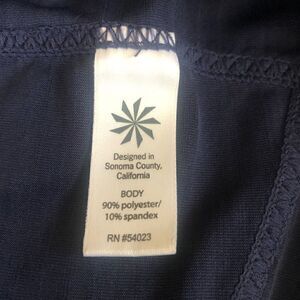 Designed in
Sonoma County,
California
BODY
90% polyester/
10% spandex
RN #54023